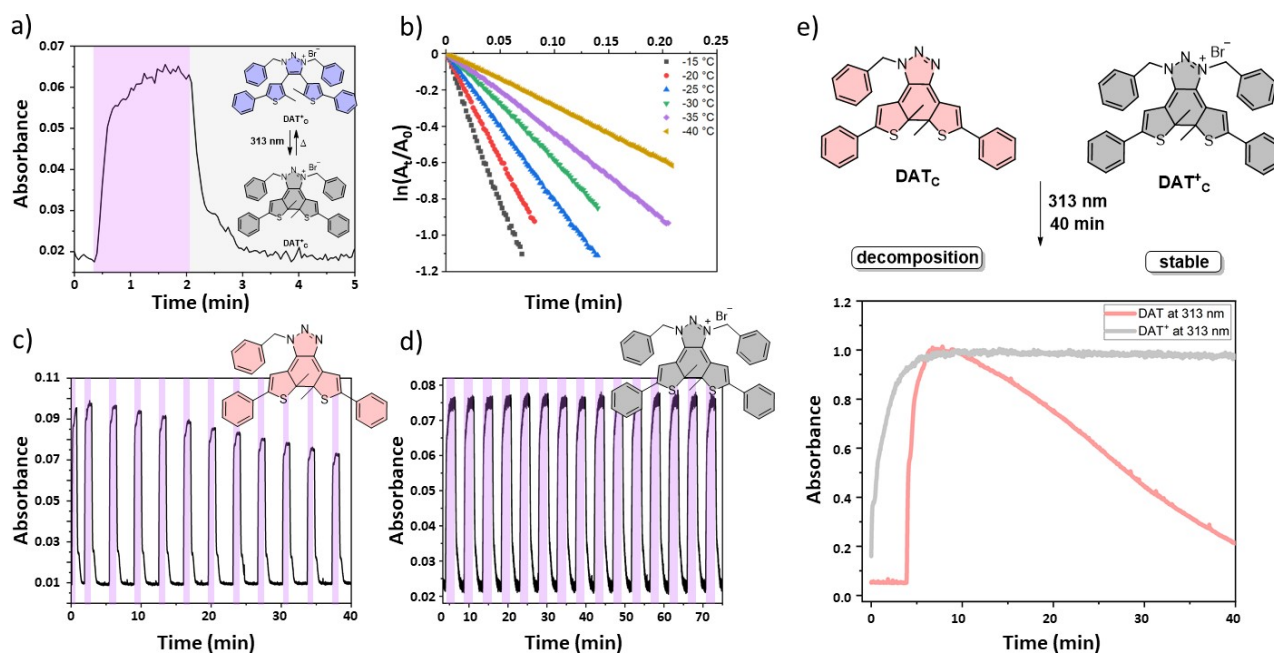 a)
Absorbance
0.07
0.06
0.05
0.04
0.03
0.02
0
1
2
3
4
5
Time (min)
N
N
N
+
Br⁻
S
S
DAT⁺o
313 nm
Δ
N
N
N
+
Br⁻
S
S
b)
0
0.05
0.10
0.15
0.20
0.25
ln(Aₜ/A₀)
0
-0.2
-0.4
-0.6
-0.8
-1.0
-1.2
Time (min)
-15 °C
-20 °C
-25 °C
-30 °C
-35 °C
-40 °C
c)
N
N
N
S
S
Absorbance
0.11
0.09
0.07
0.05
0.03
0.01
0
10
20
30
40
Time (min)
d)
N
N
N
+
Br⁻
S
S
Absorbance
0.08
0.07
0.06
0.05
0.04
0.03
0.02
0
15
30
45
60
75
Time (min)
e)
N
N
N
S
S
DATC
N
N
N
+
Br⁻
S
S
DAT⁺C
313 nm
40 min
decomposition
stable
Absorbance
1.2
1.0
0.8
0.6
0.4
0.2
0
10
20
30
40
Time (min)
DAT at 313 nm
DAT⁺ at 313 nm